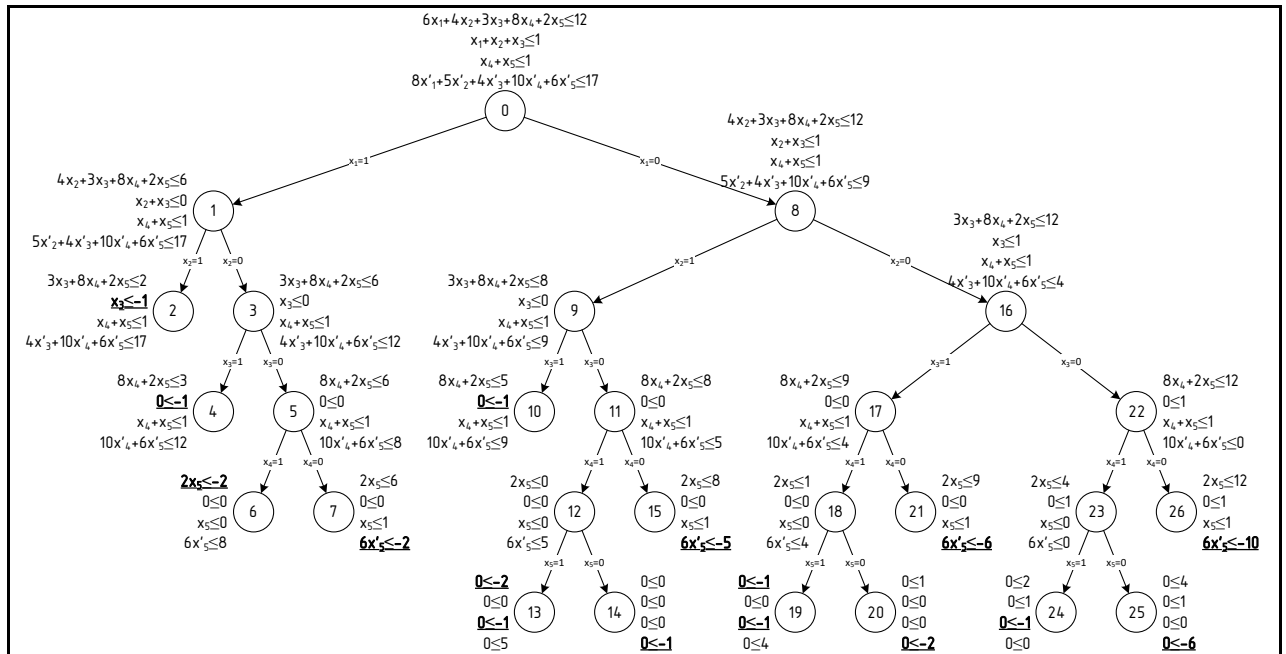 6x₁+4x₂+3x₃+8x₄+2x₅≤12
x₁+x₂+x₃≤1
x₄+x₅≤1
8x'₁+5x'₂+4x'₃+10x'₄+6x'₅≤17
0
x₁=1
x₁=0
4x₂+3x₃+8x₄+2x₅≤6
x₂+x₃≤0
x₄+x₅≤1
5x'₂+4x'₃+10x'₄+6x'₅≤17
1
4x₂+3x₃+8x₄+2x₅≤12
x₂+x₃≤1
x₄+x₅≤1
5x'₂+4x'₃+10x'₄+6x'₅≤9
8
x₂=1
x₂=0
x₂=1
x₂=0
3x₃+8x₄+2x₅≤2
x₃≤-1
x₄+x₅≤1
4x'₃+10x'₄+6x'₅≤17
2
3x₃+8x₄+2x₅≤6
x₃≤0
x₄+x₅≤1
4x'₃+10x'₄+6x'₅≤12
3
3x₃+8x₄+2x₅≤8
x₃≤0
x₄+x₅≤1
4x'₃+10x'₄+6x'₅≤9
9
3x₃+8x₄+2x₅≤12
x₃≤1
x₄+x₅≤1
4x'₃+10x'₄+6x'₅≤4
16
x₃=1
x₃=0
x₃=1
x₃=0
x₃=1
x₃=0
8x₄+2x₅≤3
0≤-1
x₄+x₅≤1
10x'₄+6x'₅≤12
4
8x₄+2x₅≤6
0≤0
x₄+x₅≤1
10x'₄+6x'₅≤8
5
8x₄+2x₅≤5
0≤-1
x₄+x₅≤1
10x'₄+6x'₅≤9
10
8x₄+2x₅≤8
0≤0
x₄+x₅≤1
10x'₄+6x'₅≤5
11
8x₄+2x₅≤9
0≤0
x₄+x₅≤1
10x'₄+6x'₅≤4
17
8x₄+2x₅≤12
0≤1
x₄+x₅≤1
10x'₄+6x'₅≤0
22
x₄=1
x₄=0
x₄=1
x₄=0
x₄=1
x₄=0
x₄=1
x₄=0
2x₅≤-2
0≤0
x₅≤0
6x'₅≤8
6
2x₅≤6
0≤0
x₅≤1
6x'₅≤-2
7
2x₅≤0
0≤0
x₅≤0
6x'₅≤5
12
2x₅≤8
0≤0
x₅≤1
6x'₅≤-5
15
2x₅≤1
0≤0
x₅≤0
6x'₅≤4
18
2x₅≤9
0≤0
x₅≤1
6x'₅≤-6
21
2x₅≤4
0≤1
x₅≤0
6x'₅≤0
23
2x₅≤12
0≤1
x₅≤1
6x'₅≤-10
26
x₅=1
x₅=0
x₅=1
x₅=0
x₅=1
x₅=0
0≤-2
0≤0
0≤-1
0≤5
13
0≤0
0≤0
0≤0
0≤-1
14
0≤-1
0≤0
0≤-1
0≤4
19
0≤1
0≤0
0≤0
0≤-2
20
0≤2
0≤1
0≤-1
0≤0
24
0≤4
0≤1
0≤0
0≤-6
25